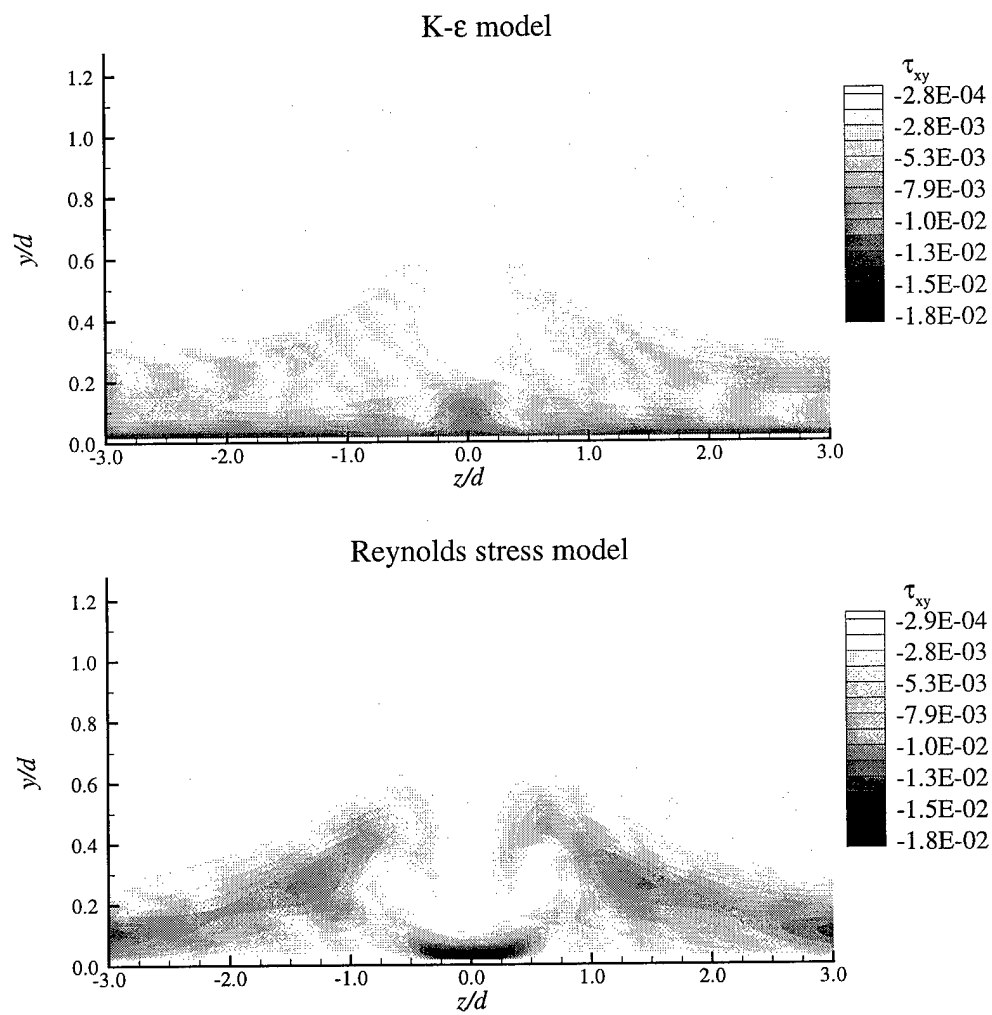 K-ε model
τxy
-2.8E-04
-2.8E-03
-5.3E-03
-7.9E-03
-1.0E-02
-1.3E-02
-1.5E-02
-1.8E-02
1.2
1.0
0.8
0.6
0.4
0.2
0.0
y/d
-3.0 -2.0 -1.0 0.0 1.0 2.0 3.0
z/d
Reynolds stress model
τxy
-2.9E-04
-2.8E-03
-5.3E-03
-7.9E-03
-1.0E-02
-1.3E-02
-1.5E-02
-1.8E-02
1.2
1.0
0.8
0.6
0.4
0.2
0.0
y/d
-3.0 -2.0 -1.0 0.0 1.0 2.0 3.0
z/d